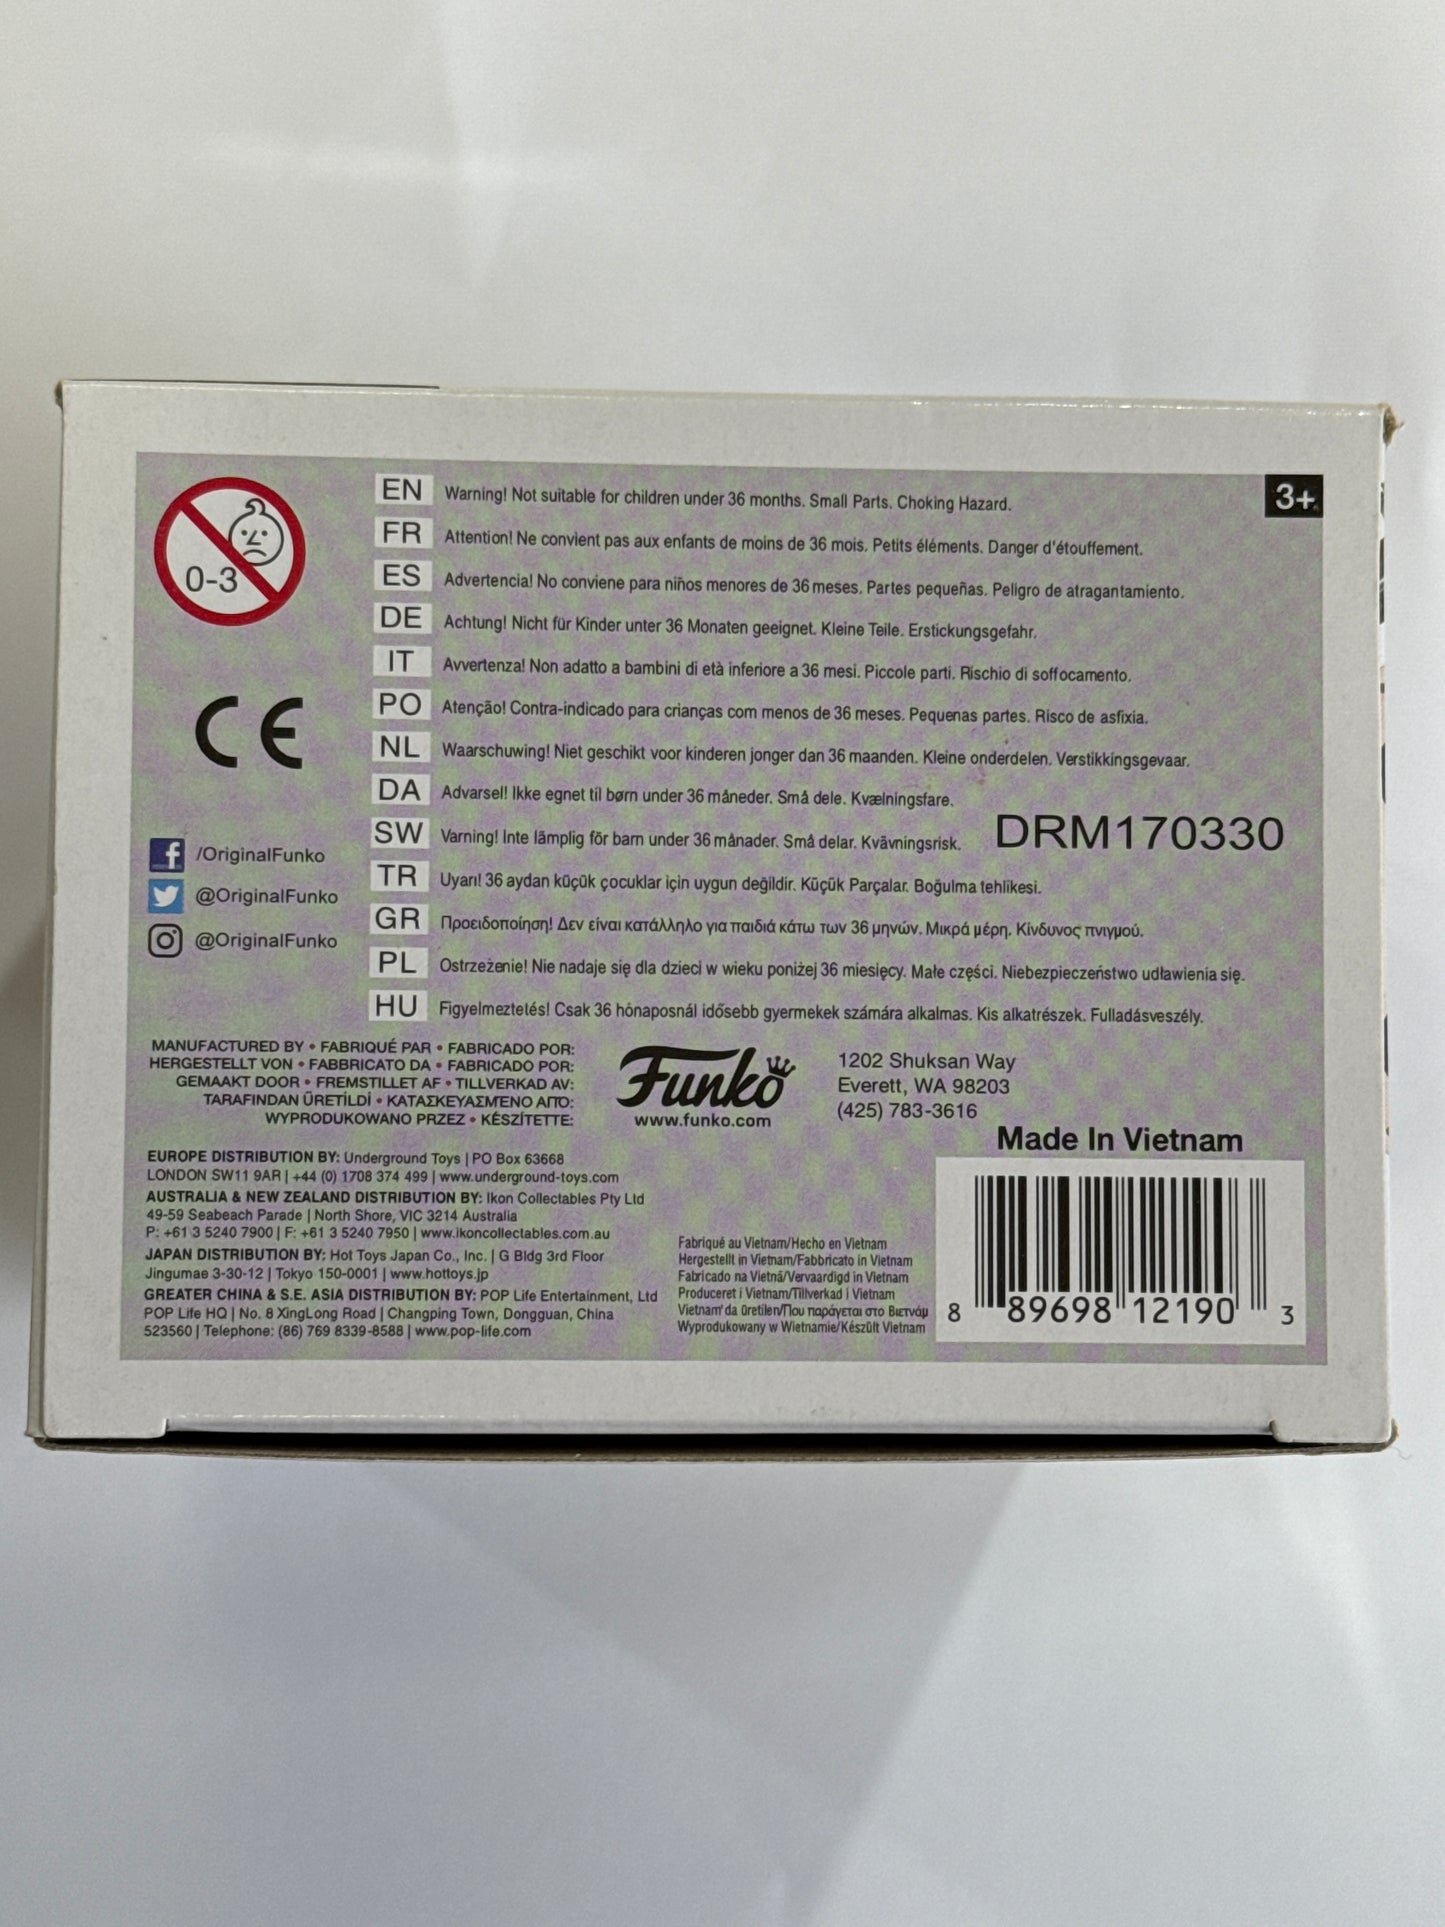 0-3
EN Warning! Not suitable for children under 36 months. Small Parts. Choking Hazard.
3+
FR Attention! Ne convient pas aux enfants de moins de 36 mois. Petits éléments. Danger d'étouffement.
ES Advertencia! No conviene para niños menores de 36 meses. Partes pequeñas. Peligro de atragantamiento.
DE Achtung! Nicht für Kinder unter 36 Monaten geeignet. Kleine Teile. Erstickungsgefahr.
IT Avvertenza! Non adatto a bambini di età inferiore a 36 mesi. Piccole parti. Rischio di soffocamento.
PO Atenção! Contra-indicado para crianças com menos de 36 meses. Pequenas partes. Risco de asfixia.
NL Waarschuwing! Niet geschikt voor kinderen jonger dan 36 maanden. Kleine onderdelen. Verstikkingsgevaar.
DA Advarsel! Ikke egnet til børn under 36 måneder. Små dele. Kvælningsfare.
SW Varning! Inte lämplig för barn under 36 månader. Små delar. Kvävningsrisk.
TR Uyarı! 36 aydan küçük çocuklar için uygun değildir. Küçük Parçalar. Boğulma tehlikesi.
GR Προειδοποίηση! Δεν είναι κατάλληλο για παιδιά κάτω των 36 μηνών. Μικρά μέρη. Κίνδυνος πνιγμού.
PL Ostrzeżenie! Nie nadaje się dla dzieci w wieku poniżej 36 miesięcy. Małe części. Niebezpieczeństwo udławienia się.
HU Figyelmeztetés! Csak 36 hónaposnál idősebb gyermekek számára alkalmas. Kis alkatrészek. Fulladásveszély.
CE
DRM170330
/OriginalFunko
@OriginalFunko
@OriginalFunko
MANUFACTURED BY • FABRIQUÉ PAR • FABRICADO POR:
HERGESTELLT VON • FABBRICATO DA • FABRICADO POR:
GEMAAKT DOOR • FREMSTILLET AF • TILLVERKAD AV:
TARAFINDAN ÜRETİLDİ • ΚΑΤΑΣΚΕΥΑΣΜΈΝΟ ΑΠΌ:
WYPRODUKOWANO PRZEZ • KÉSZÍTETTE:
Funko
www.funko.com
1202 Shuksan Way
Everett, WA 98203
(425) 783-3616
Made In Vietnam
EUROPE DISTRIBUTION BY: Underground Toys | PO Box 63668
LONDON SW11 9AR | +44 (0) 1708 374 499 | www.underground-toys.com
AUSTRALIA & NEW ZEALAND DISTRIBUTION BY: Ikon Collectables Pty Ltd
49-59 Seabeach Parade | North Shore, VIC 3214 Australia
P: +61 3 5240 7900 | F: +61 3 5240 7950 | www.ikoncollectables.com.au
JAPAN DISTRIBUTION BY: Hot Toys Japan Co., Inc. | G Bldg 3rd Floor
Jingumae 3-30-12 | Tokyo 150-0001 | www.hottoys.jp
GREATER CHINA & S.E. ASIA DISTRIBUTION BY: POP Life Entertainment, Ltd
POP Life HQ | No. 8 XingLong Road | Changping Town, Dongguan, China
523560 | Telephone: (86) 769 8339-8588 | www.pop-life.com
Fabriqué au Vietnam/Hecho en Vietnam
Hergestellt in Vietnam/Fabbricato in Vietnam
Fabricado na Vietnã/Vervaardigd in Vietnam
Produceret i Vietnam/Tillverkad i Vietnam
Vietnam'da üretilen/Που παράγεται στο Βιετνάμ
Wyprodukowany w Wietnamie/Készült Vietnam
8 89698 12190 3